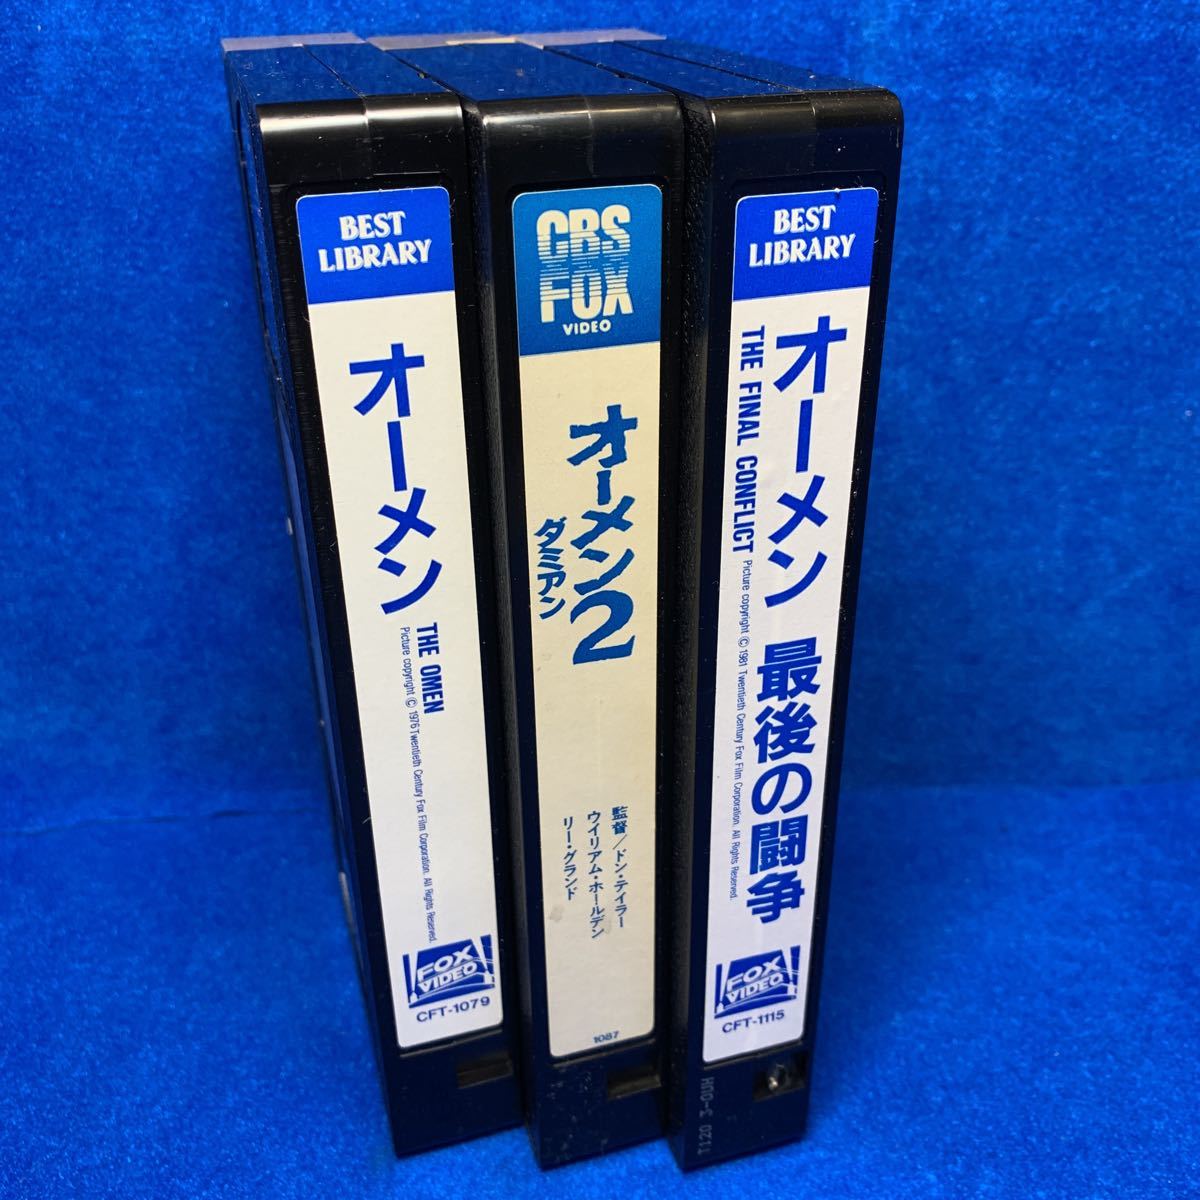 BEST
LIBRARY
オーメン
THE OMEN
Picture copyright © 1976 Twentieth Century Fox Film Corporation. All Rights Reserved.
FOX
VIDEO
CFT-1079
CBS
FOX
VIDEO
オーメン2
ダミアン
監督/ドン・テイラー
ウイリアム・ホールデン
リー・グランド
1087
BEST
LIBRARY
オーメン 最後の闘争
THE FINAL CONFLICT
Picture copyright © 1981 Twentieth Century Fox Film Corporation. All Rights Reserved.
FOX
VIDEO
CFT-1115